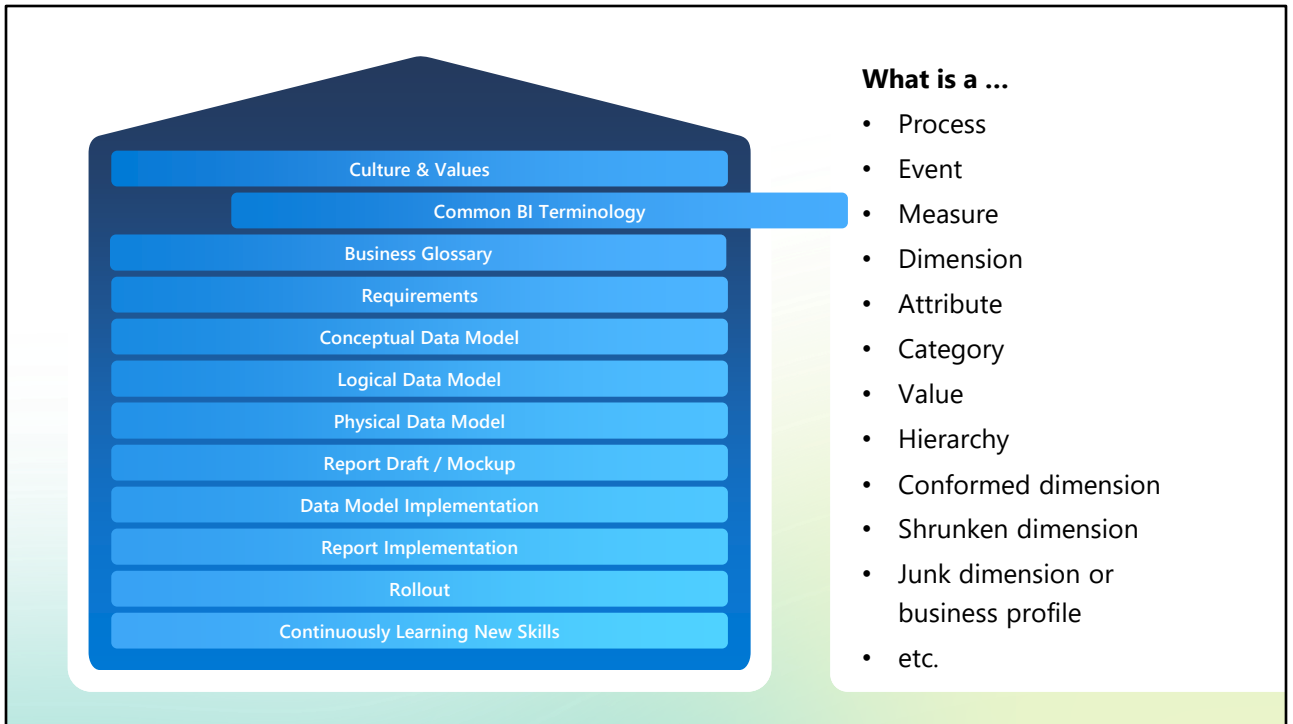 Culture & Values
Common BI Terminology
Business Glossary
Requirements
Conceptual Data Model
Logical Data Model
Physical Data Model
Report Draft / Mockup
Data Model Implementation
Report Implementation
Rollout
Continuously Learning New Skills
What is a ...
• Process
• Event
• Measure
• Dimension
• Attribute
• Category
• Value
• Hierarchy
• Conformed dimension
• Shrunken dimension
• Junk dimension or
business profile
• etc.